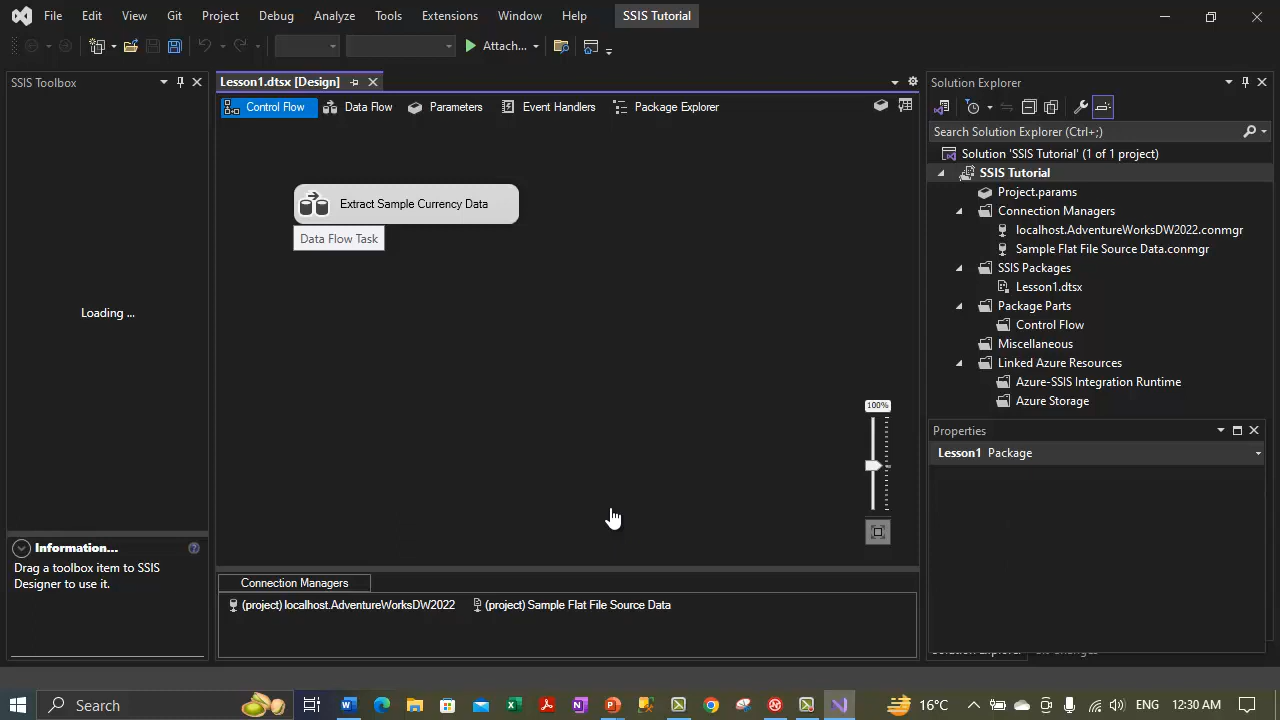 File Edit View Git Project Debug Analyze Tools Extensions Window Help SSIS Tutorial
Attach...
SSIS Toolbox
Loading ...
Information...
Drag a toolbox item to SSIS
Designer to use it.
Lesson1.dtsx [Design]
Control Flow Data Flow Parameters Event Handlers Package Explorer
Extract Sample Currency Data
Data Flow Task
100%
Connection Managers
(project) localhost.AdventureWorksDW2022 (project) Sample Flat File Source Data
Solution Explorer
Search Solution Explorer (Ctrl+;)
Solution 'SSIS Tutorial' (1 of 1 project)
SSIS Tutorial
Project.params
Connection Managers
localhost.AdventureWorksDW2022.conmgr
Sample Flat File Source Data.conmgr
SSIS Packages
Lesson1.dtsx
Package Parts
Control Flow
Miscellaneous
Linked Azure Resources
Azure-SSIS Integration Runtime
Azure Storage
Properties
Lesson1 Package
Search
16°C ENG 12:30 AM